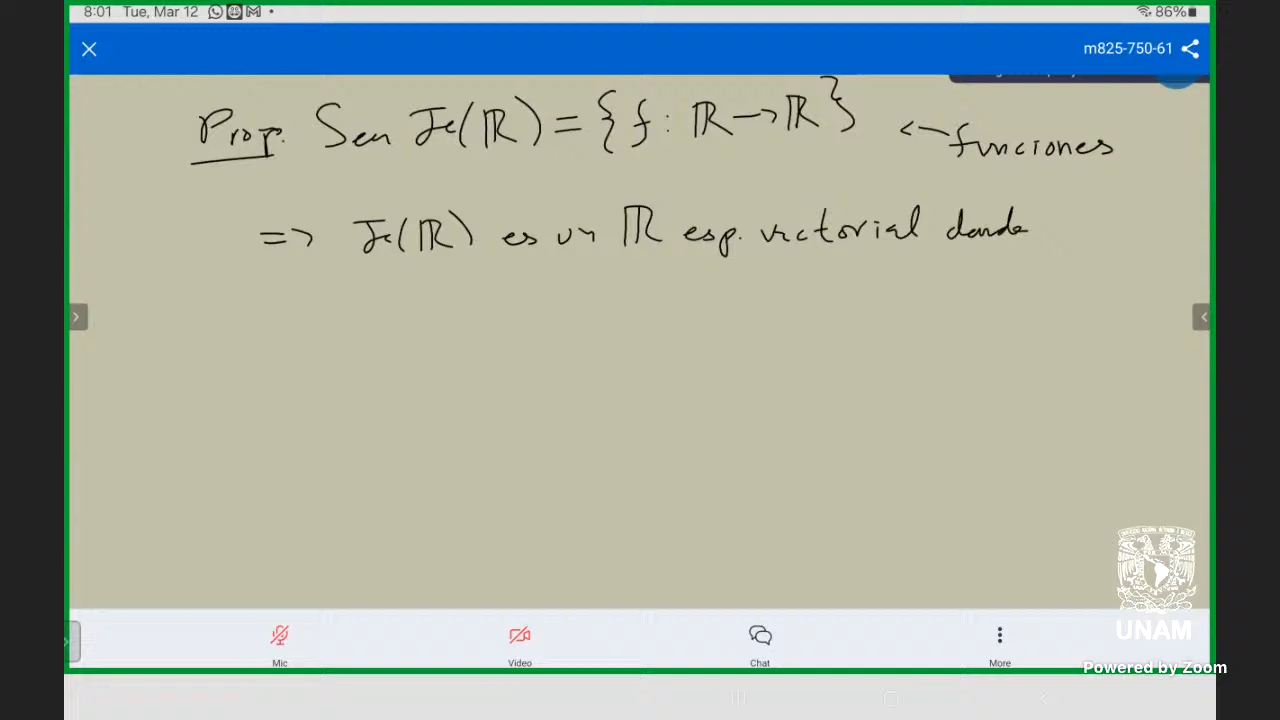 8:01 Tue, Mar 12
86%
m825-750-61
Prop. Sea ℱ(ℝ) = {f : ℝ → ℝ} ← funciones
⇒ ℱ(ℝ) es un ℝ esp. vectorial donde
UNAM
Mic Video Chat More
Powered by Zoom